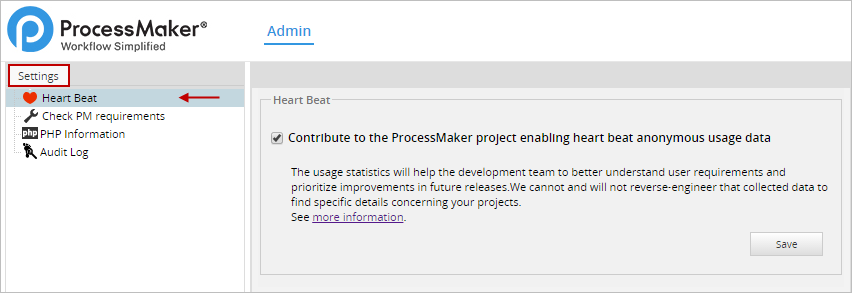 ProcessMaker®
Workflow Simplified
Admin
Settings
Heart Beat
Check PM requirements
php PHP Information
Audit Log
Heart Beat
Contribute to the ProcessMaker project enabling heart beat anonymous usage data
The usage statistics will help the development team to better understand user requirements and
prioritize improvements in future releases.We cannot and will not reverse-engineer that collected data to
find specific details concerning your projects.
See more information.
Save